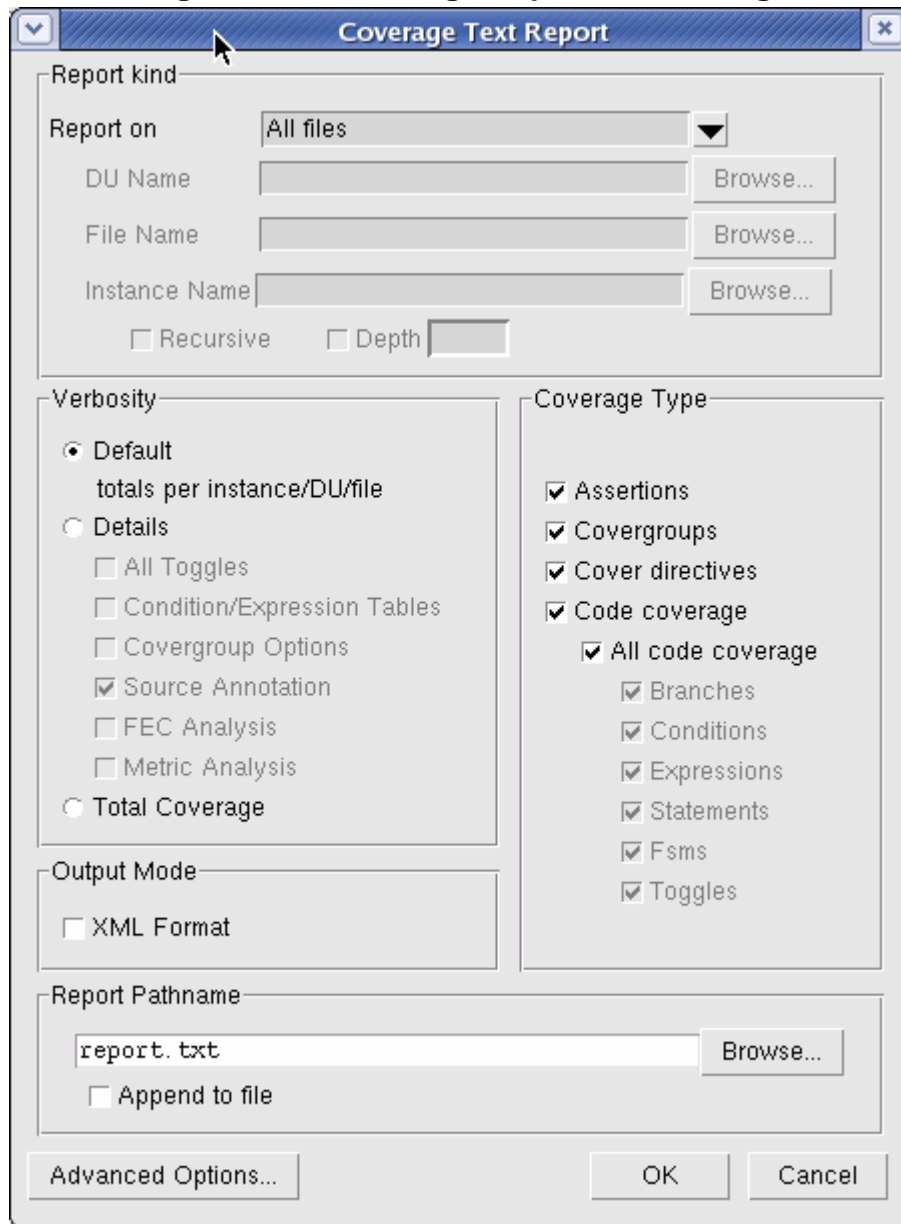 Coverage Text Report
Report kind
Report on All files
DU Name Browse...
File Name Browse...
Instance Name Browse...
Recursive Depth
Verbosity
Default
totals per instance/DU/file
Details
All Toggles
Condition/Expression Tables
Covergroup Options
Source Annotation
FEC Analysis
Metric Analysis
Total Coverage
Coverage Type
Assertions
Covergroups
Cover directives
Code coverage
All code coverage
Branches
Conditions
Expressions
Statements
Fsms
Toggles
Output Mode
XML Format
Report Pathname
report.txt Browse...
Append to file
Advanced Options... OK Cancel